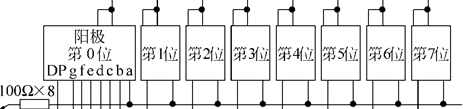 阳极
第0位 第1位 第2位 第3位 第4位 第5位 第6位 第7位
DPgfedcba
100Ω×8